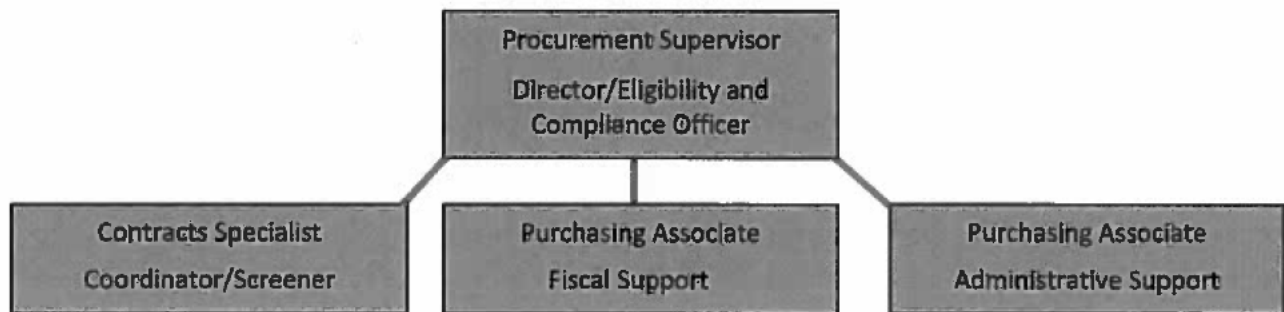 Procurement Supervisor
Director/Eligibility and
Compliance Officer
Contracts Specialist
Coordinator/Screener
Purchasing Associate
Fiscal Support
Purchasing Associate
Administrative Support